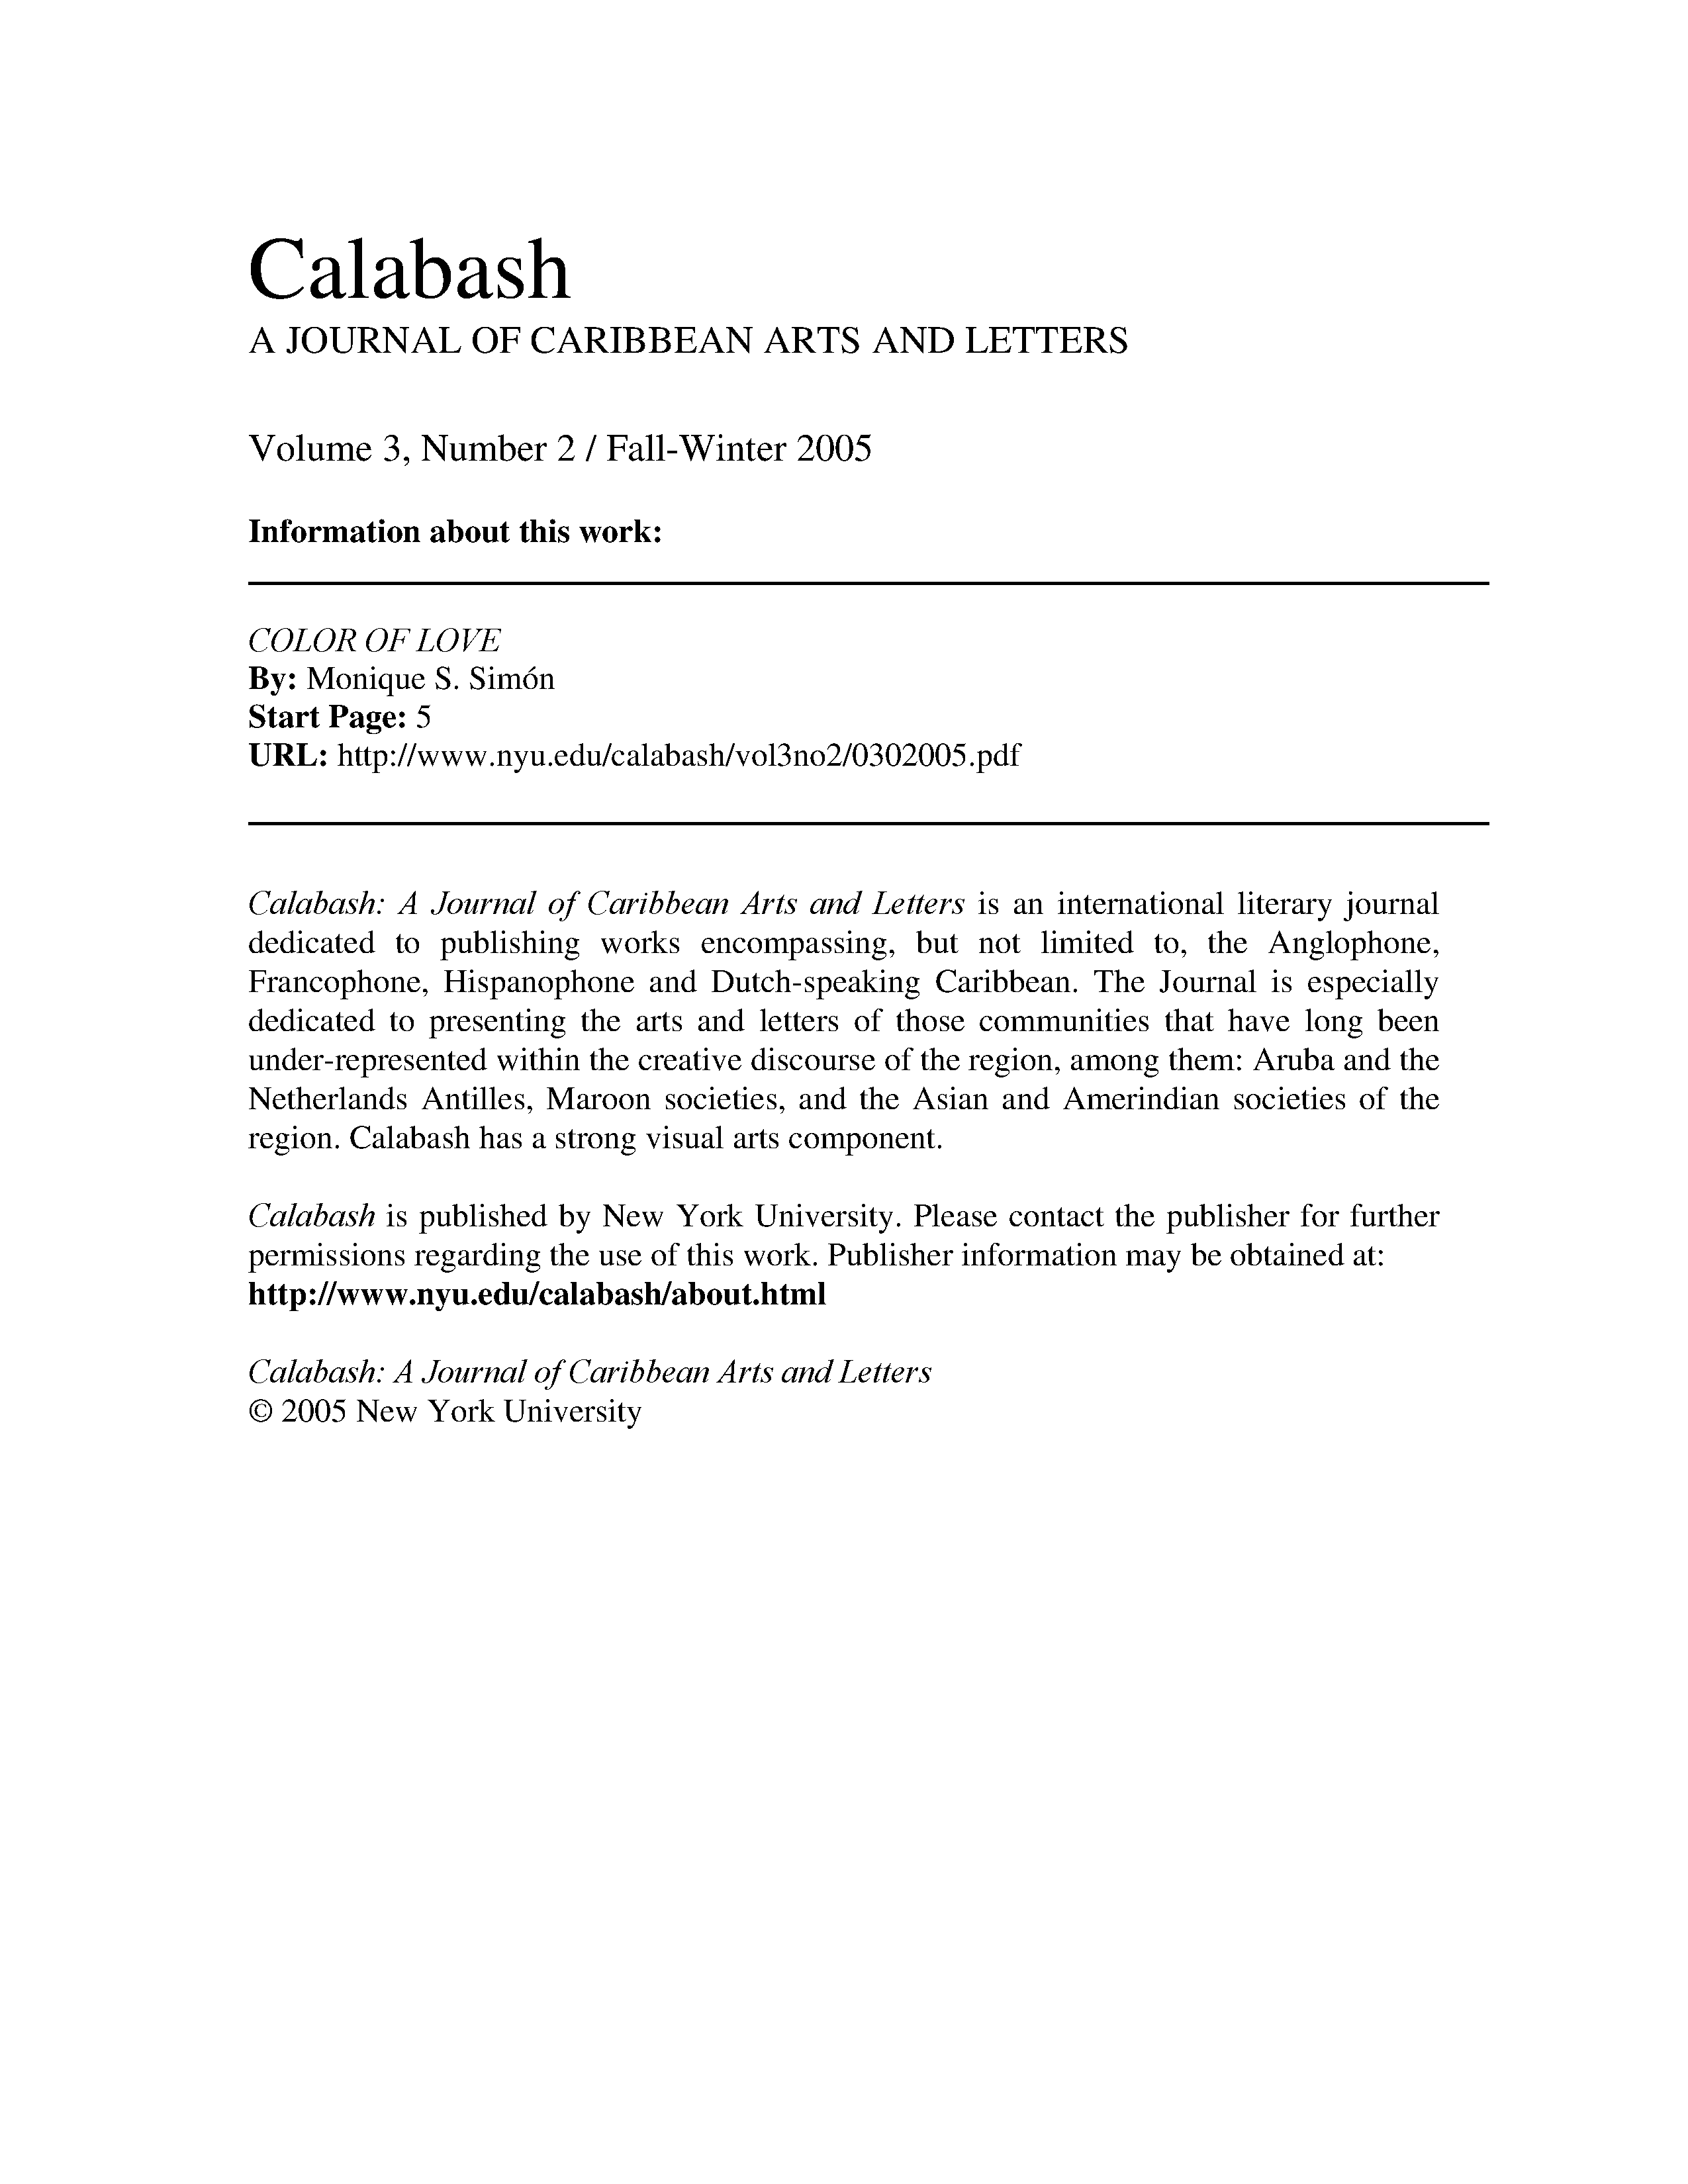 Calabash
A JOURNAL OF CARIBBEAN ARTS AND LETTERS
Volume 3, Number 2 / Fall-Winter 2005
Information about this work:
COLOR OF LOVE
By: Monique S. Simón
Start Page: 5
URL: http://www.nyu.edu/calabash/vol3no2/0302005.pdf
Calabash: A Journal of Caribbean Arts and Letters is an international literary journal
dedicated to publishing works encompassing, but not limited to, the Anglophone,
Francophone, Hispanophone and Dutch-speaking Caribbean. The Journal is especially
dedicated to presenting the arts and letters of those communities that have long been
under-represented within the creative discourse of the region, among them: Aruba and the
Netherlands Antilles, Maroon societies, and the Asian and Amerindian societies of the
region. Calabash has a strong visual arts component.
Calabash is published by New York University. Please contact the publisher for further
permissions regarding the use of this work. Publisher information may be obtained at:
http://www.nyu.edu/calabash/about.html
Calabash: A Journal of Caribbean Arts and Letters
© 2005 New York University